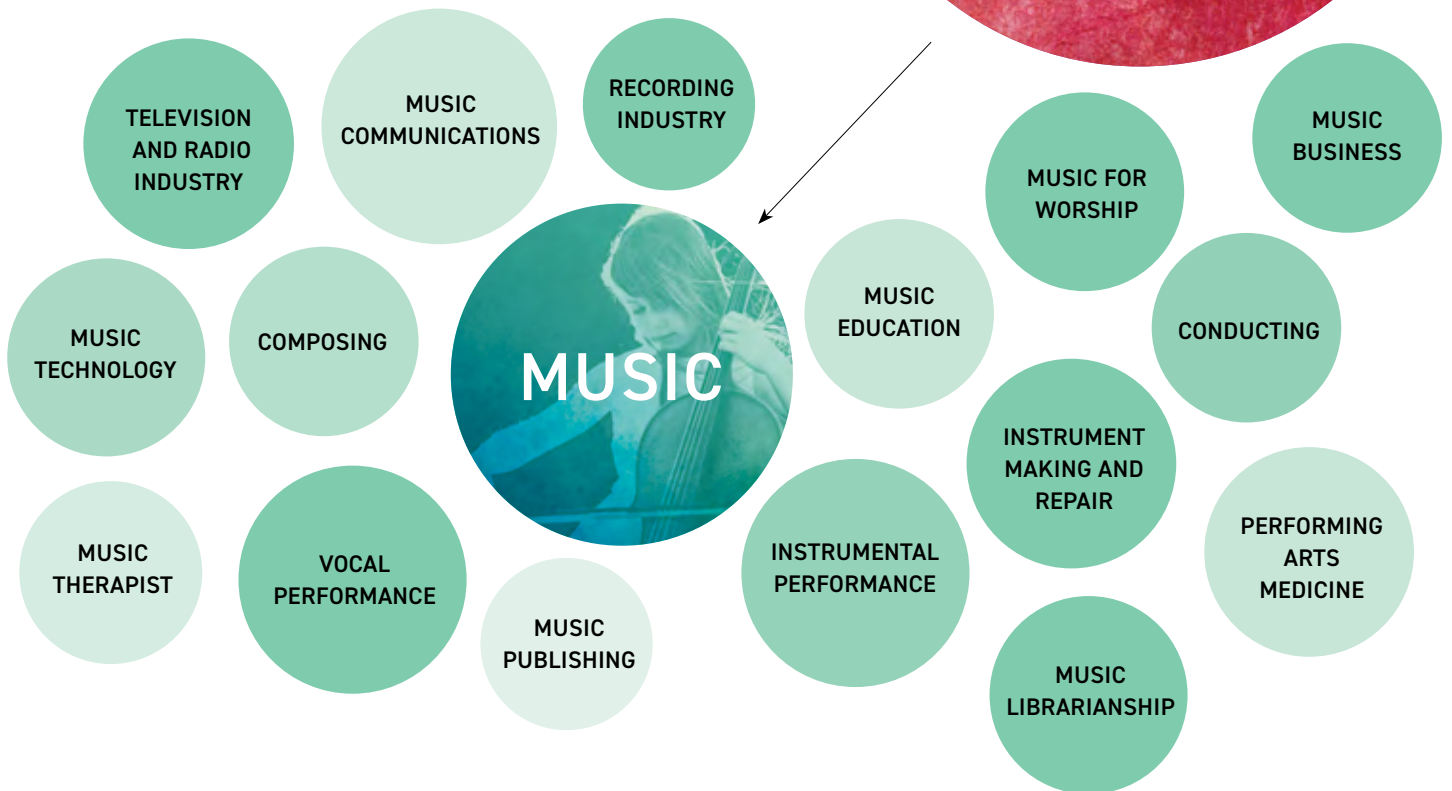 TELEVISION
AND RADIO
INDUSTRY
MUSIC
COMMUNICATIONS
RECORDING
INDUSTRY
MUSIC FOR
WORSHIP
MUSIC
BUSINESS
MUSIC
TECHNOLOGY
COMPOSING
MUSIC
MUSIC
EDUCATION
CONDUCTING
INSTRUMENT
MAKING AND
REPAIR
MUSIC
THERAPIST
VOCAL
PERFORMANCE
MUSIC
PUBLISHING
INSTRUMENTAL
PERFORMANCE
PERFORMING
ARTS
MEDICINE
MUSIC
LIBRARIANSHIP